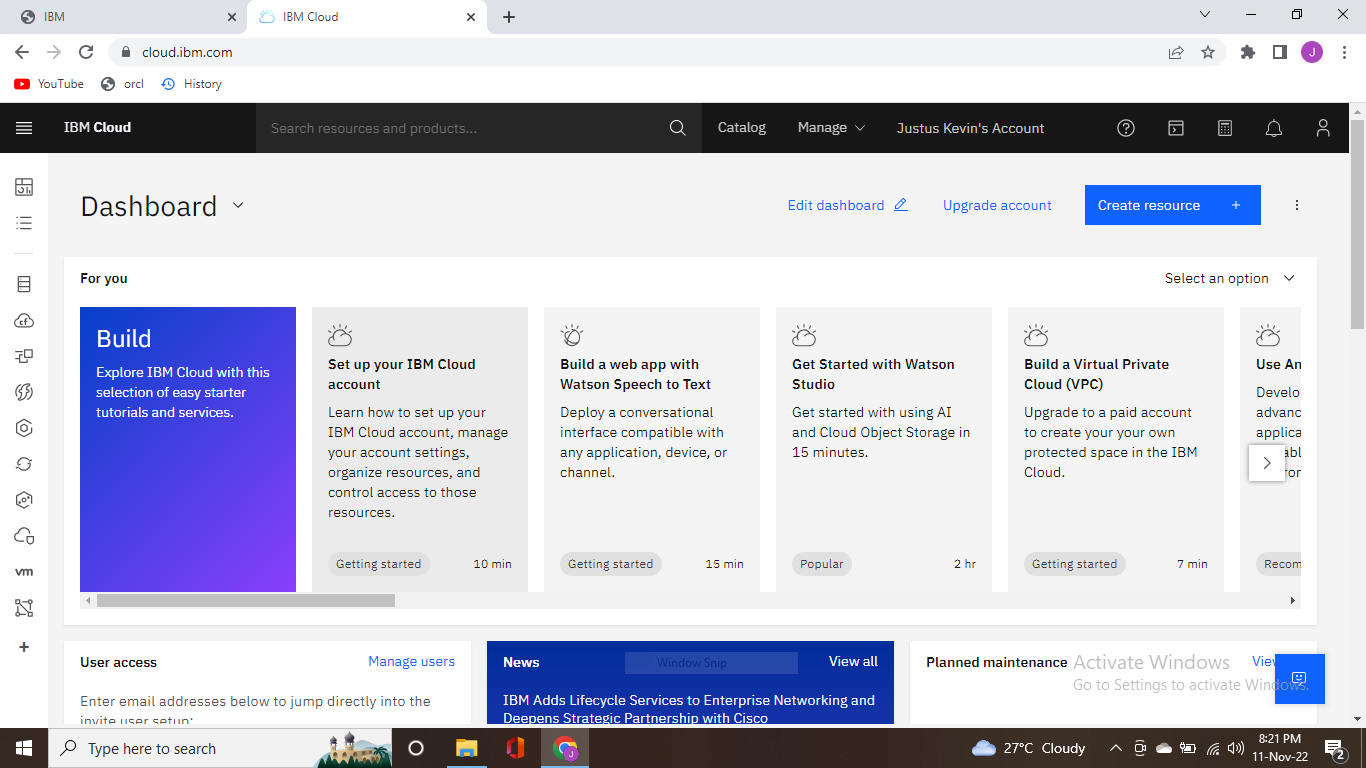 IBM
IBM Cloud
cloud.ibm.com
J
YouTube
orcl
History
IBM Cloud
Search resources and products...
Catalog
Manage
Justus Kevin's Account
Dashboard
Edit dashboard
Upgrade account
Create resource +
For you
Select an option
Build
Explore IBM Cloud with this
selection of easy starter
tutorials and services.
Set up your IBM Cloud
account
Learn how to set up your
IBM Cloud account, manage
your account settings,
organize resources, and
control access to those
resources.
Getting started 10 min
Build a web app with
Watson Speech to Text
Deploy a conversational
interface compatible with
any application, device, or
channel.
Getting started 15 min
Get Started with Watson
Studio
Get started with using AI
and Cloud Object Storage in
15 minutes.
Popular 2 hr
Build a Virtual Private
Cloud (VPC)
Upgrade to a paid account
to create your your own
protected space in the IBM
Cloud.
Getting started 7 min
Use An
Develo
advanc
applica
Recom
cf
vm
User access
Manage users
Enter email addresses below to jump directly into the
invite user setup:
News
Window Snip
View all
IBM Adds Lifecycle Services to Enterprise Networking and
Deepens Strategic Partnership with Cisco
Planned maintenance
Activate Windows
Go to Settings to activate Windows.
Type here to search
J
27°C Cloudy
8:21 PM
11-Nov-22
2